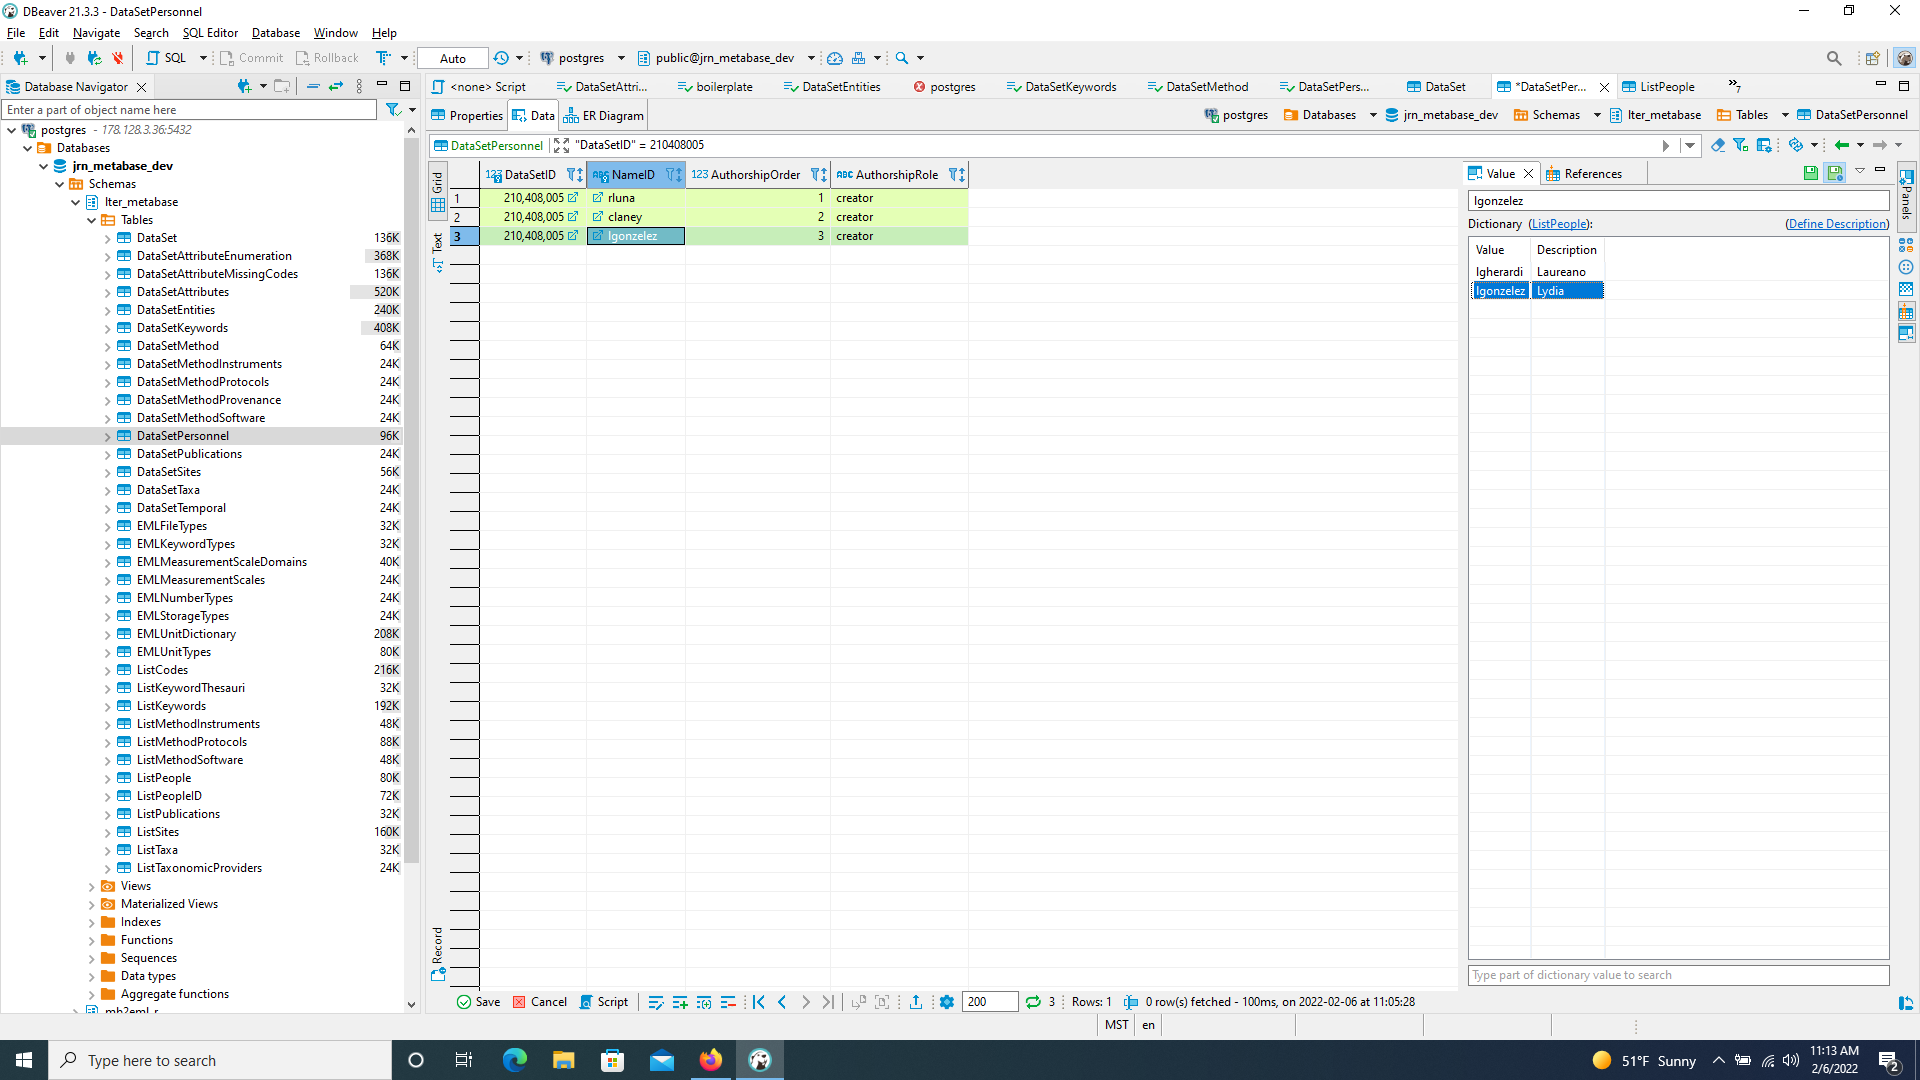 DBeaver 21.3.3 - DataSetPersonnel
File Edit Navigate Search SQL Editor Database Window Help
SQL Commit Rollback Auto postgres public@jrn_metabase_dev
Database Navigator
<none> Script DataSetAttri... boilerplate DataSetEntities postgres DataSetKeywords DataSetMethod DataSetPers... DataSet *DataSetPer... ListPeople »7
Enter a part of object name here
Properties Data ER Diagram
postgres Databases jrn_metabase_dev Schemas lter_metabase Tables DataSetPersonnel
DataSetPersonnel "DataSetID" = 210408005
postgres - 178.128.3.36:5432
Databases
jrn_metabase_dev
Schemas
lter_metabase
Tables
DataSet 136K
DataSetAttributeEnumeration 368K
DataSetAttributeMissingCodes 136K
DataSetAttributes 520K
DataSetEntities 240K
DataSetKeywords 408K
DataSetMethod 64K
DataSetMethodInstruments 24K
DataSetMethodProtocols 24K
DataSetMethodProvenance 24K
DataSetMethodSoftware 24K
DataSetPersonnel 96K
DataSetPublications 24K
DataSetSites 56K
DataSetTaxa 24K
DataSetTemporal 24K
EMLFileTypes 32K
EMLKeywordTypes 32K
EMLMeasurementScaleDomains 40K
EMLMeasurementScales 24K
EMLNumberTypes 24K
EMLStorageTypes 24K
EMLUnitDictionary 208K
EMLUnitTypes 80K
ListCodes 216K
ListKeywordThesauri 32K
ListKeywords 192K
ListMethodInstruments 48K
ListMethodProtocols 88K
ListMethodSoftware 48K
ListPeople 80K
ListPeopleID 72K
ListPublications 32K
ListSites 160K
ListTaxa 32K
ListTaxonomicProviders 24K
Views
Materialized Views
Indexes
Functions
Sequences
Data types
Aggregate functions
mb2eml_r
Grid
Text
Record
123 DataSetID ABC NameID 123 AuthorshipOrder ABC AuthorshipRole
1 210,408,005 rluna 1 creator
2 210,408,005 claney 2 creator
3 210,408,005 lgonzelez 3 creator
Value References
lgonzelez
Dictionary (ListPeople): (Define Description)
Value Description
lgherardi Laureano
lgonzelez Lydia
Type part of dictionary value to search
Panels
Save Cancel Script 200 3 Rows: 1 0 row(s) fetched - 100ms, on 2022-02-06 at 11:05:28
MST en
Type here to search
51°F Sunny
11:13 AM
2/6/2022
2